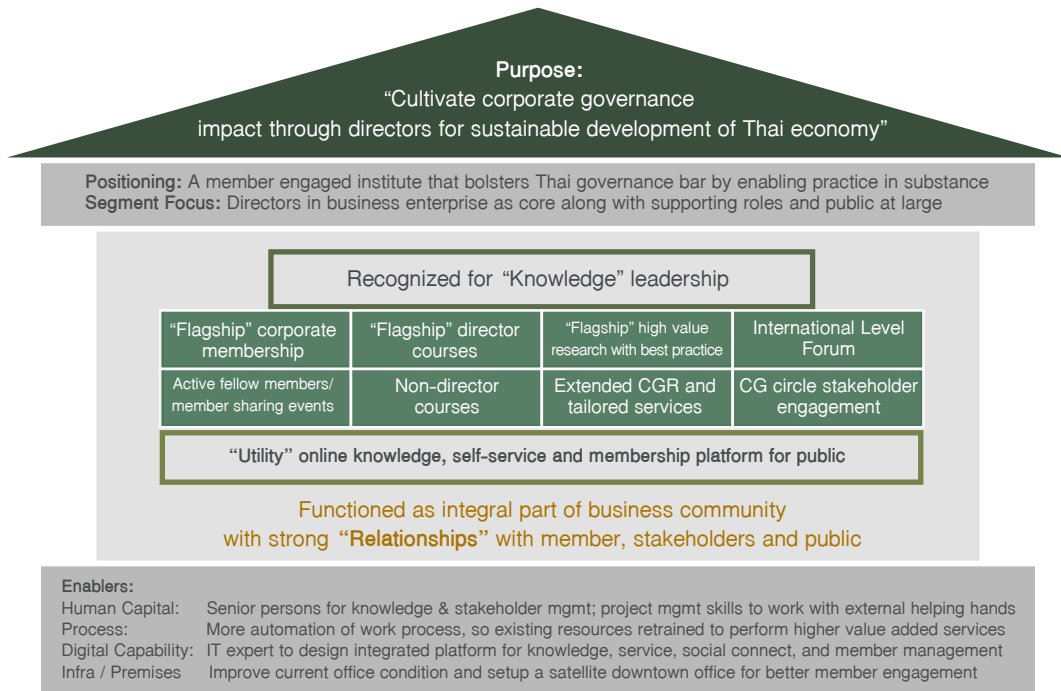 Purpose:
“Cultivate corporate governance
impact through directors for sustainable development of Thai economy”
Positioning: A member engaged institute that bolsters Thai governance bar by enabling practice in substance
Segment Focus: Directors in business enterprise as core along with supporting roles and public at large
Recognized for “Knowledge” leadership
“Flagship” corporate
membership
“Flagship” director
courses
“Flagship” high value
research with best practice
International Level
Forum
Active fellow members/
member sharing events
Non-director
courses
Extended CGR and
tailored services
CG circle stakeholder
engagement
“Utility” online knowledge, self-service and membership platform for public
Functioned as integral part of business community
with strong “Relationships” with member, stakeholders and public
Enablers:
Human Capital: Senior persons for knowledge & stakeholder mgmt; project mgmt skills to work with external helping hands
Process: More automation of work process, so existing resources retrained to perform higher value added services
Digital Capability: IT expert to design integrated platform for knowledge, service, social connect, and member management
Infra / Premises Improve current office condition and setup a satellite downtown office for better member engagement